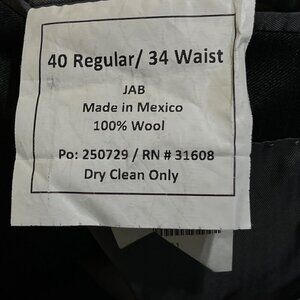 40 Regular/ 34 Waist
JAB
Made in Mexico
100% Wool
Po: 250729 / RN # 31608
Dry Clean Only